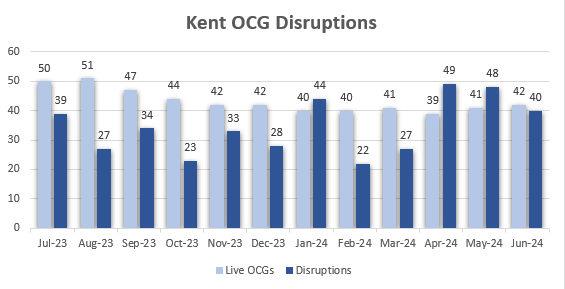 Kent OCG Disruptions
60
50
40
30
20
10
0
50 39 51 27 47 34 44 23 42 33 42 28 40 44 40 22 41 27 39 49 41 48 42 40
Jul-23 Aug-23 Sep-23 Oct-23 Nov-23 Dec-23 Jan-24 Feb-24 Mar-24 Apr-24 May-24 Jun-24
Live OCGs Disruptions